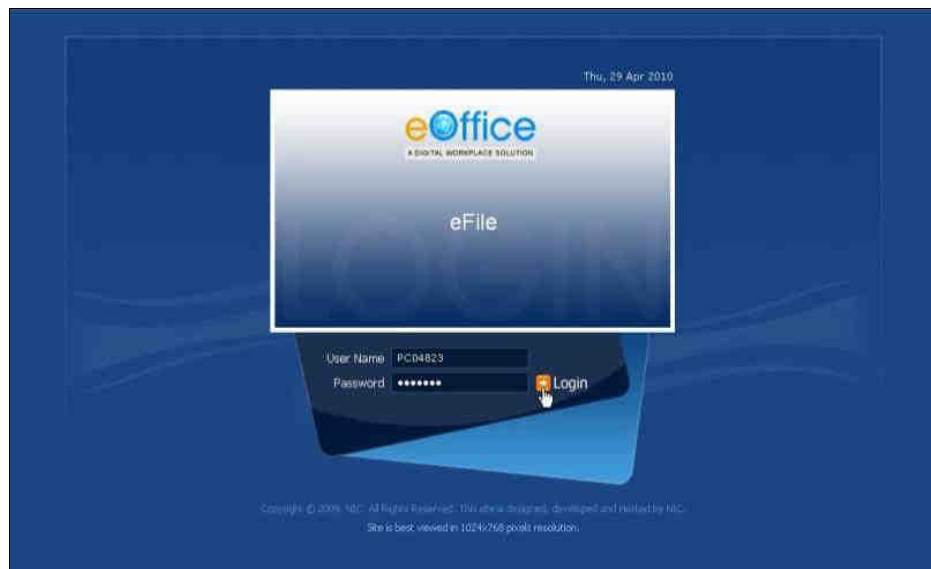 Thu, 29 Apr 2010
eOffice
A DIGITAL WORKPLACE SOLUTION
eFile
LOGIN
User Name PC04823
Password •••••••
Login
Copyright © 2009, NIC. All Rights Reserved. This site is designed, developed and Hosted by NIC.
Site is best viewed in 1024x768 pixels resolution.